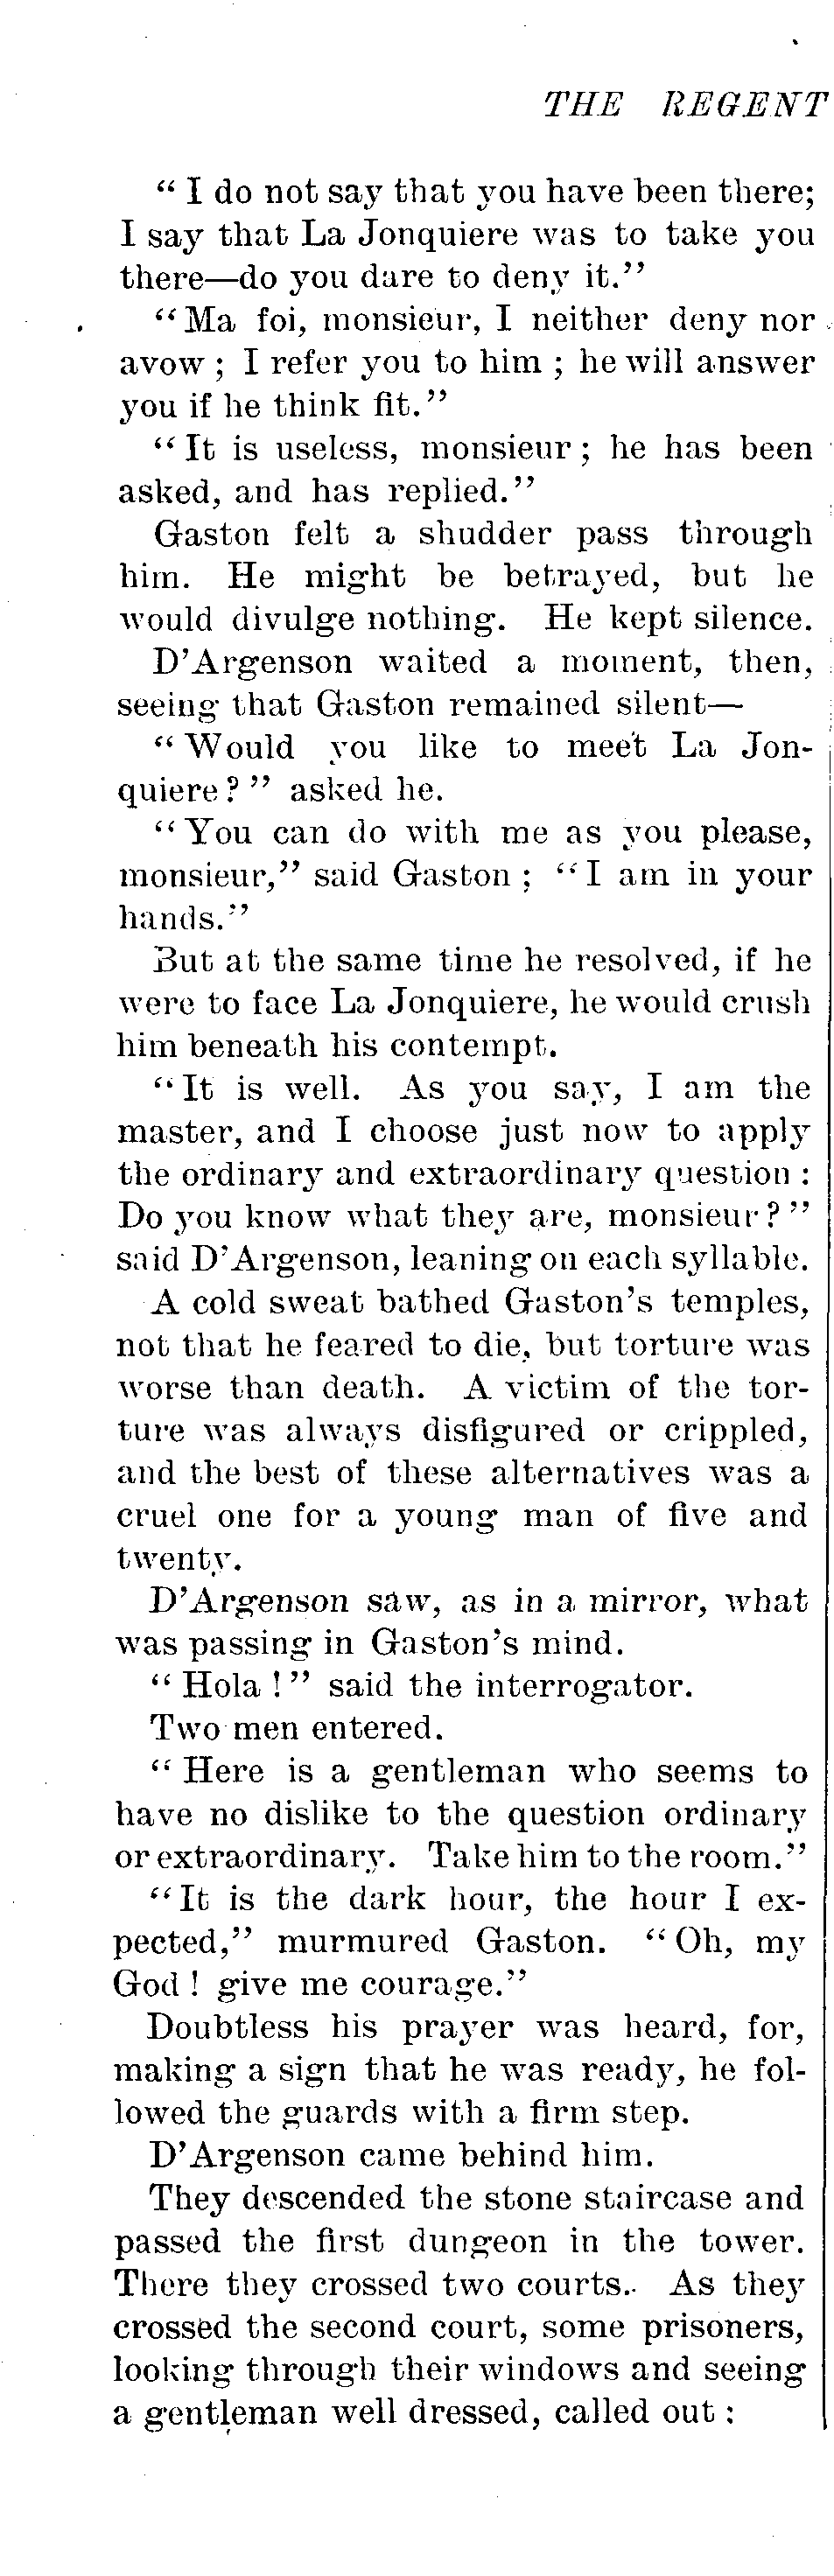 THE REGENT
“ I do not say that you have been there;
I say that La Jonquiere was to take you
there—do you dare to deny it.”
“ Ma foi, monsieur, I neither deny nor
avow ; I refer you to him ; he will answer
you if he think fit.”
“ It is useless, monsieur ; he has been
asked, and has replied.”
Gaston felt a shudder pass through
him. He might be betrayed, but he
would divulge nothing. He kept silence.
D’Argenson waited a moment, then,
seeing that Gaston remained silent—
“ Would you like to meet La Jon-
quiere ? ” asked he.
“ You can do with me as you please,
monsieur,” said Gaston ; “ I am in your
hands.”
But at the same time he resolved, if he
were to face La Jonquiere, he would crush
him beneath his contempt.
“ It is well. As you say, I am the
master, and I choose just now to apply
the ordinary and extraordinary question :
Do you know what they are, monsieur ? ”
said D’Argenson, leaning on each syllable.
A cold sweat bathed Gaston’s temples,
not that he feared to die, but torture was
worse than death. A victim of the tor-
ture was always disfigured or crippled,
and the best of these alternatives was a
cruel one for a young man of five and
twenty.
D’Argenson saw, as in a mirror, what
was passing in Gaston’s mind.
“ Hola ! ” said the interrogator.
Two men entered.
“ Here is a gentleman who seems to
have no dislike to the question ordinary
or extraordinary. Take him to the room.”
“ It is the dark hour, the hour I ex-
pected,” murmured Gaston. “ Oh, my
God ! give me courage.”
Doubtless his prayer was heard, for,
making a sign that he was ready, he fol-
lowed the guards with a firm step.
D’Argenson came behind him.
They descended the stone staircase and
passed the first dungeon in the tower.
There they crossed two courts. As they
crossed the second court, some prisoners,
looking through their windows and seeing
a gentleman well dressed, called out :